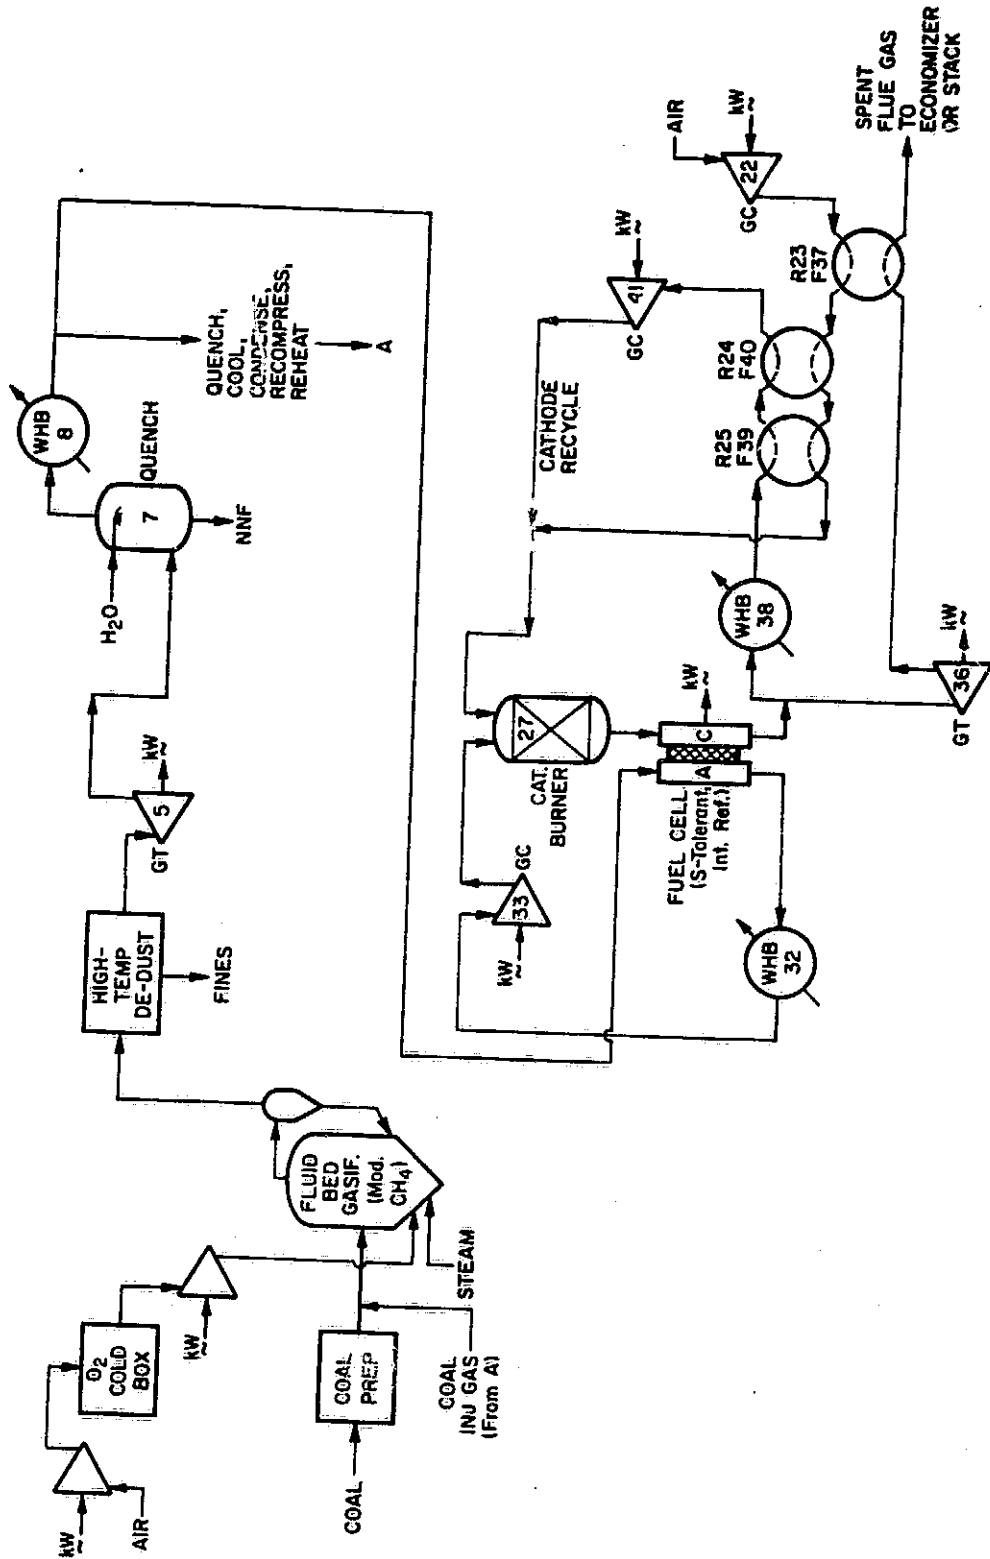 kW
~
AIR
O2
COLD
BOX
kW
~
COAL
COAL
PREP
COAL
INJ GAS
(From A)
STEAM
FLUID
BED
GASIF.
(Mod.
CH4)
HIGH-
TEMP
DE-DUST
FINES
GT
5
kW
~
H2O
7
QUENCH
NNF
WHB
8
QUENCH,
COOL,
CONDENSE,
RECOMPRESS,
REHEAT
A
kW
~
33
GC
27
CAT.
BURNER
FUEL CELL
(S-Tolerant,
Int. Ref.)
A
C
kW
~
WHB
32
WHB
38
GT
36
kW
~
CATHODE
RECYCLE
R25
F39
R24
F40
GC
41
kW
~
R23
F37
GC
22
kW
~
AIR
SPENT
FLUE GAS
TO
ECONOMIZER
OR STACK